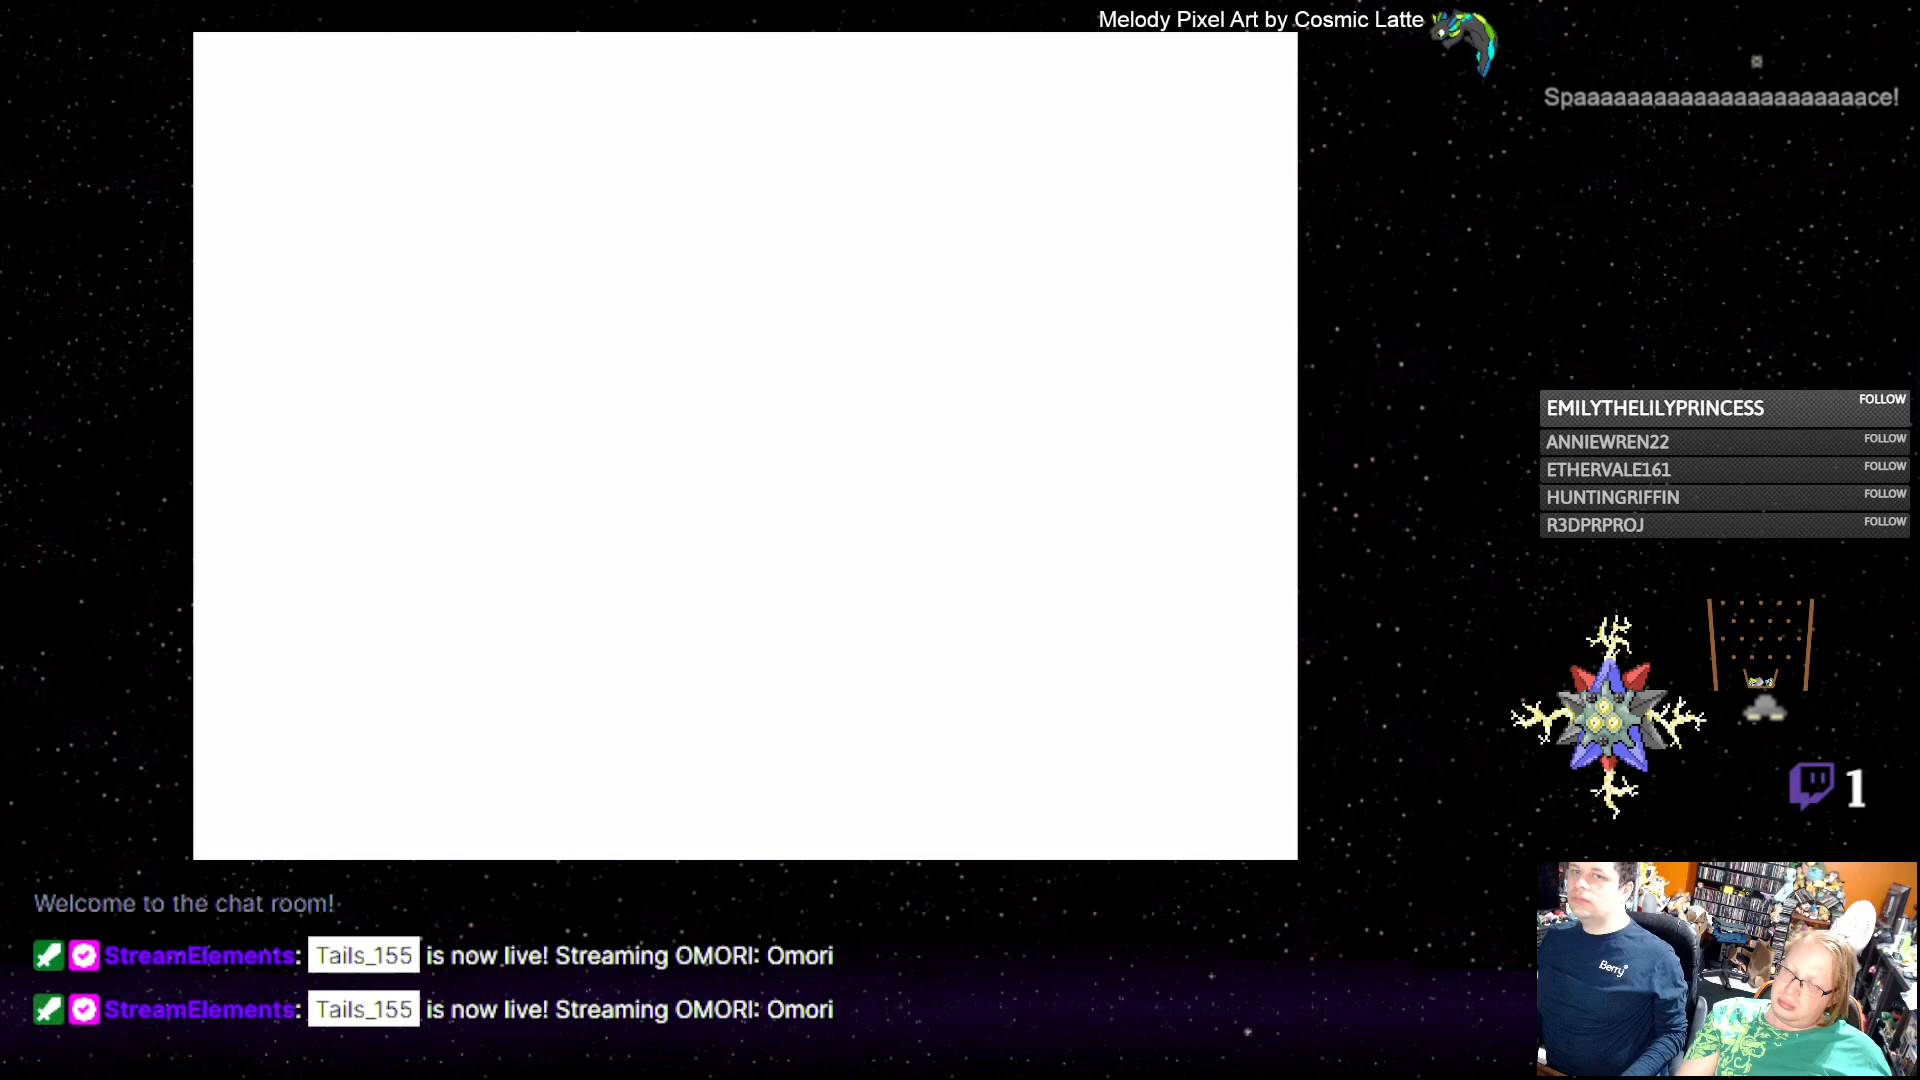 Melody Pixel Art by Cosmic Latte
Spaaaaaaaaaaaaaaaaaaaaaace!
EMILYTHELILYPRINCESS FOLLOW
ANNIEWREN22 FOLLOW
ETHERVALE161 FOLLOW
HUNTINGRIFFIN FOLLOW
R3DPRPROJ FOLLOW
1
Welcome to the chat room!
StreamElements: Tails_155 is now live! Streaming OMORI: Omori
StreamElements: Tails_155 is now live! Streaming OMORI: Omori
Berry